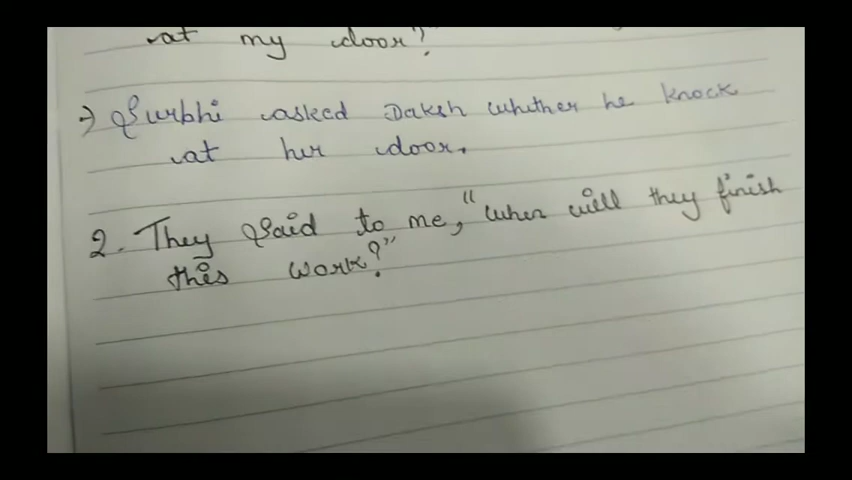 at my door?"
→ Surbhi asked Daksh whether he knock
at her door.
2. They said to me, "when will they finish
this work?"